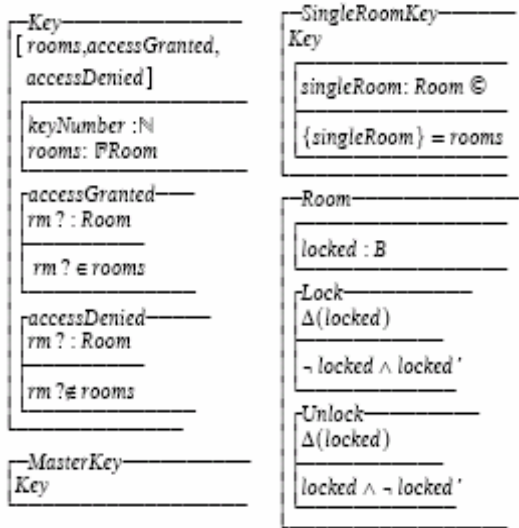 Key
[ rooms,accessGranted,
accessDenied]
keyNumber :ℕ
rooms: 𝔽Room
accessGranted
rm ? : Room
rm ? ∈ rooms
accessDenied
rm ? : Room
rm ?∉ rooms
MasterKey
Key
SingleRoomKey
Key
singleRoom: Room ©
{singleRoom} = rooms
Room
locked : B
Lock
Δ(locked)
¬ locked ∧ locked '
Unlock
Δ(locked)
locked ∧ ¬ locked '